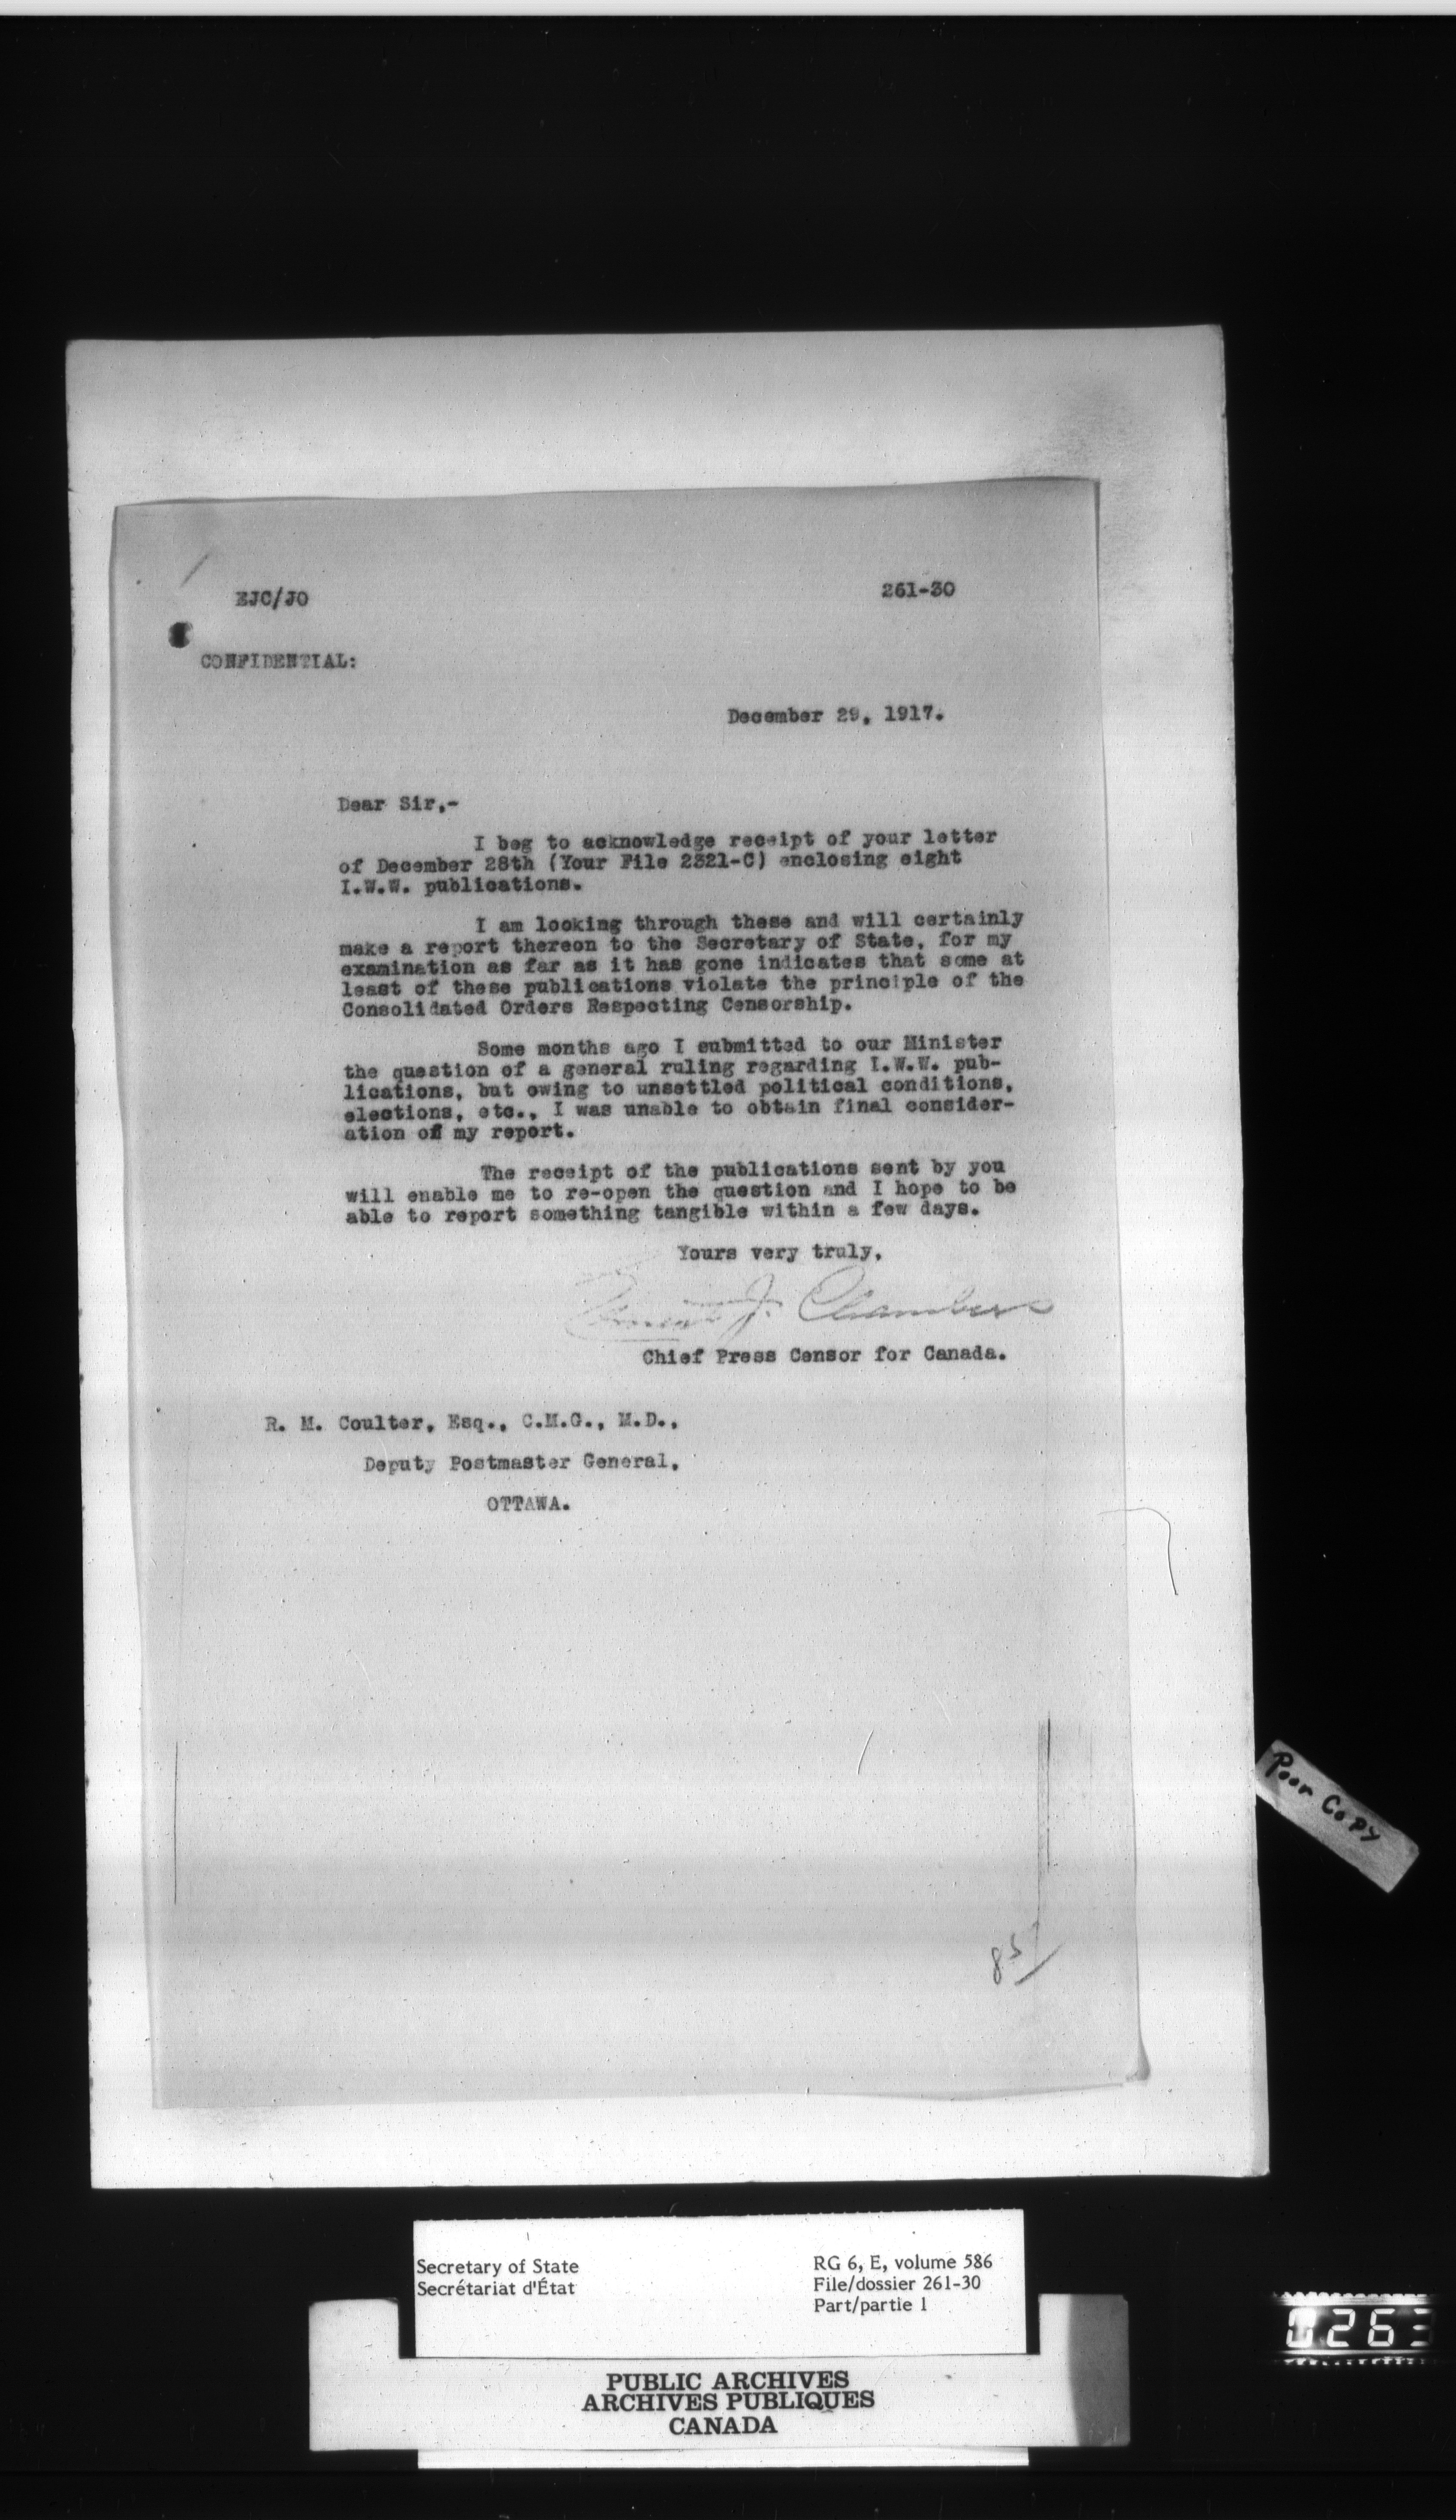 EJC/JO
261-30
CONFIDENTIAL:
December 29, 1917.
Dear Sir,-
I beg to acknowledge receipt of your letter
of December 28th (Your File 2321-C) enclosing eight
I.W.W. publications.
I am looking through these and will certainly
make a report thereon to the Secretary of State, for my
examination as far as it has gone indicates that some at
least of these publications violate the principle of the
Consolidated Orders Respecting Censorship.
Some months ago I submitted to our Minister
the question of a general ruling regarding I.W.W. pub-
lications, but owing to unsettled political conditions,
elections, etc., I was unable to obtain final consider-
ation of my report.
The receipt of the publications sent by you
will enable me to re-open the question and I hope to be
able to report something tangible within a few days.
Yours very truly,
Ernest J. Chambers
Chief Press Censor for Canada.
R. M. Coulter, Esq., C.M.G., M.D.,
Deputy Postmaster General,
OTTAWA.
Poor Copy
85
Secretary of State
Secrétariat d'État
RG 6, E, volume 586
File/dossier 261-30
Part/partie 1
PUBLIC ARCHIVES
ARCHIVES PUBLIQUES
CANADA